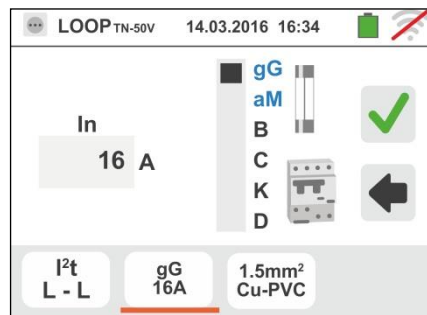 LOOP TN-50V 14.03.2016 16:34
gG
aM
B
C
K
D
In
16 A
I²t
L - L
gG
16A
1.5mm²
Cu-PVC